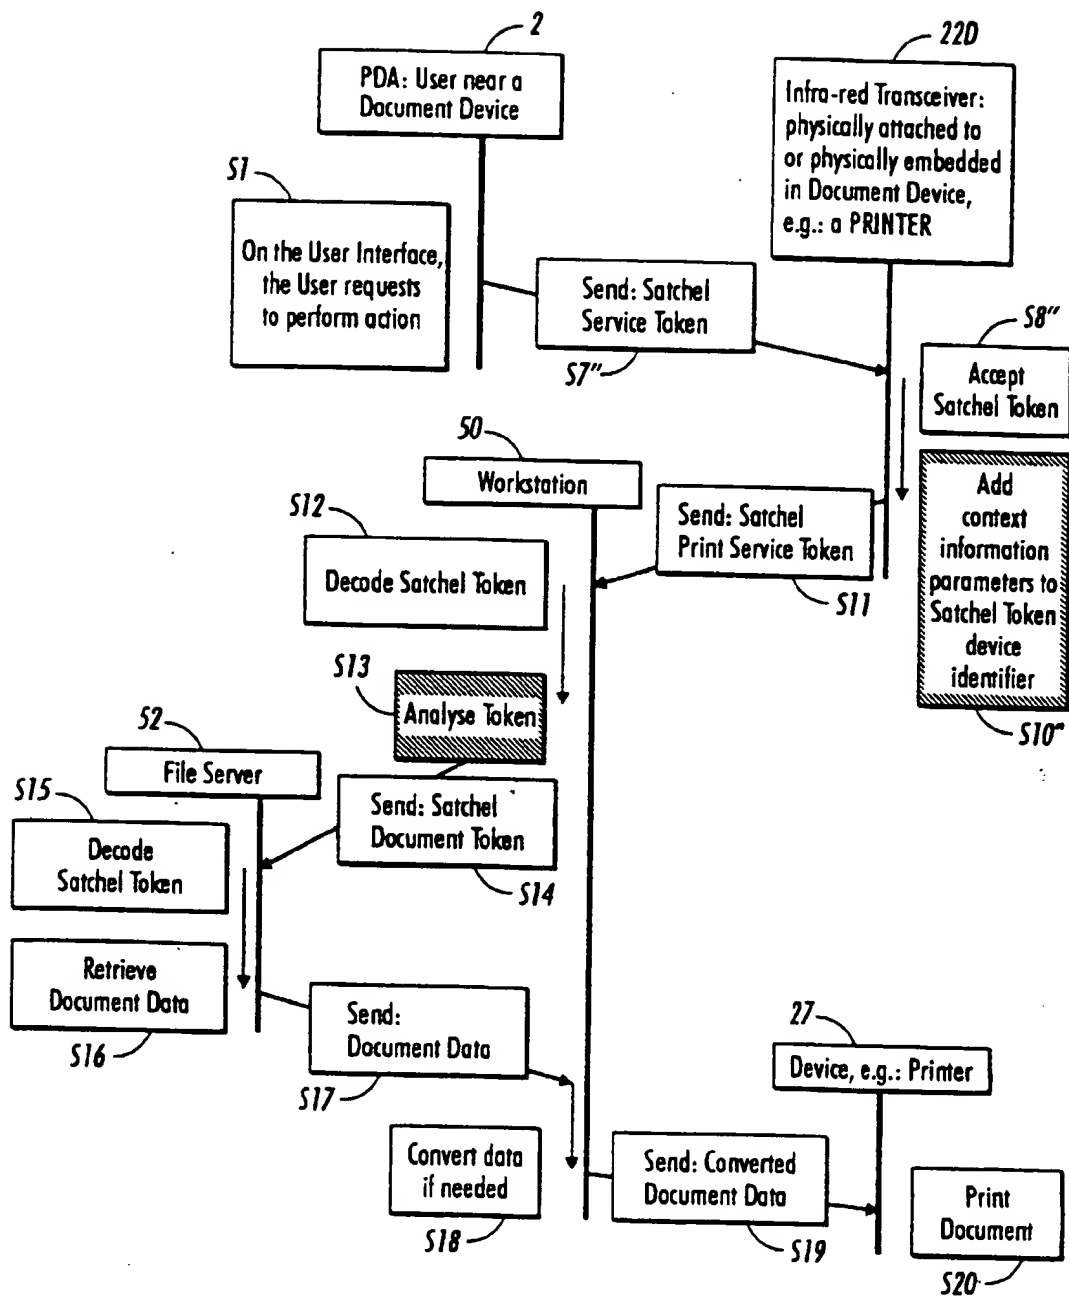 2
PDA: User near a
Document Device
22D
Infra-red Transceiver:
physically attached to
or physically embedded
in Document Device,
e.g.: a PRINTER
S1
On the User Interface,
the User requests
to perform action
Send: Satchel
Service Token
S7"
S8"
Accept
Satchel Token
50
Workstation
S12
Decode Satchel Token
Send: Satchel
Print Service Token
S11
Add
context
information
parameters to
Satchel Token
device
identifier
S10"
S13
Analyse Token
52
File Server
S15
Decode
Satchel Token
Send: Satchel
Document Token
S14
Retrieve
Document Data
S16
Send:
Document Data
S17
27
Device, e.g.: Printer
Convert data
if needed
S18
Send: Converted
Document Data
S19
Print
Document
S20